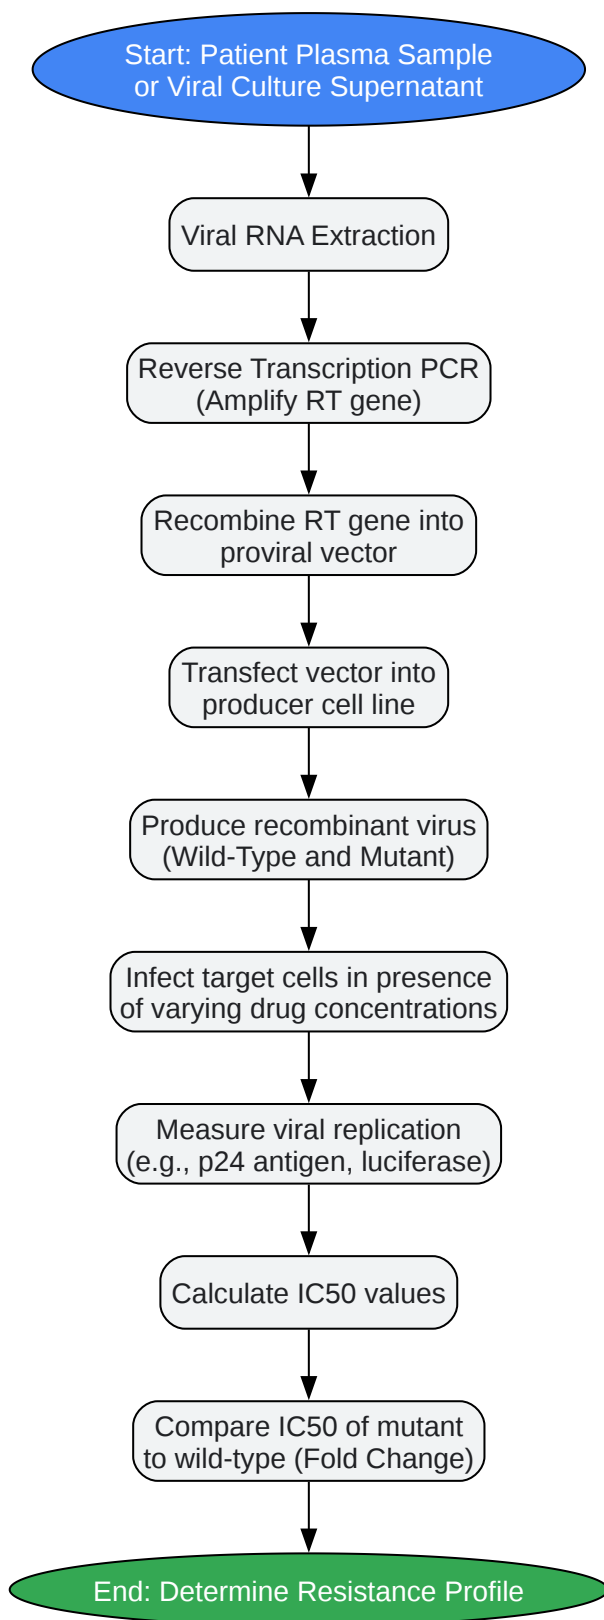 Start: Patient Plasma Sample
or Viral Culture Supernatant
Viral RNA Extraction
Reverse Transcription PCR
(Amplify RT gene)
Recombine RT gene into
proviral vector
Transfect vector into
producer cell line
Produce recombinant virus
(Wild-Type and Mutant)
Infect target cells in presence
of varying drug concentrations
Measure viral replication
(e.g., p24 antigen, luciferase)
Calculate IC50 values
Compare IC50 of mutant
to wild-type (Fold Change)
End: Determine Resistance Profile